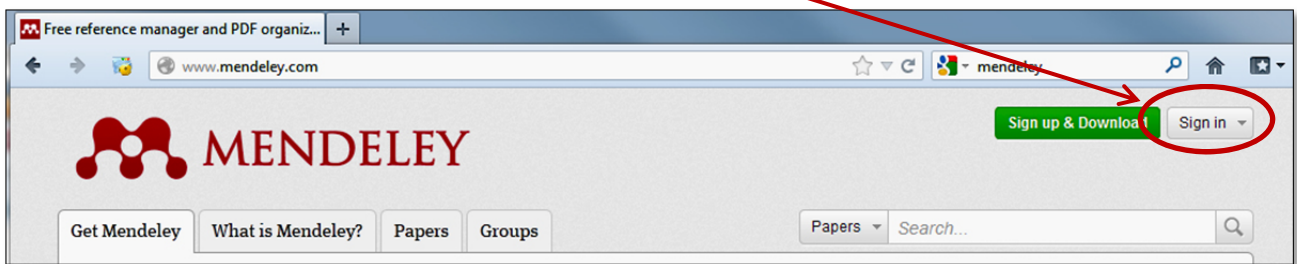 Free reference manager and PDF organiz...
www.mendeley.com
mendeley
Sign up & Download
Sign in
MENDELEY
Get Mendeley
What is Mendeley?
Papers
Groups
Papers
Search...